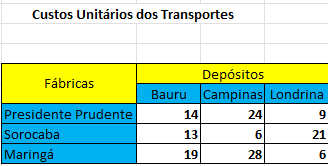 Custos Unitários dos Transportes
Fábricas Depósitos
Bauru Campinas Londrina
Presidente Prudente 14 24 9
Sorocaba 13 6 21
Maringá 19 28 6